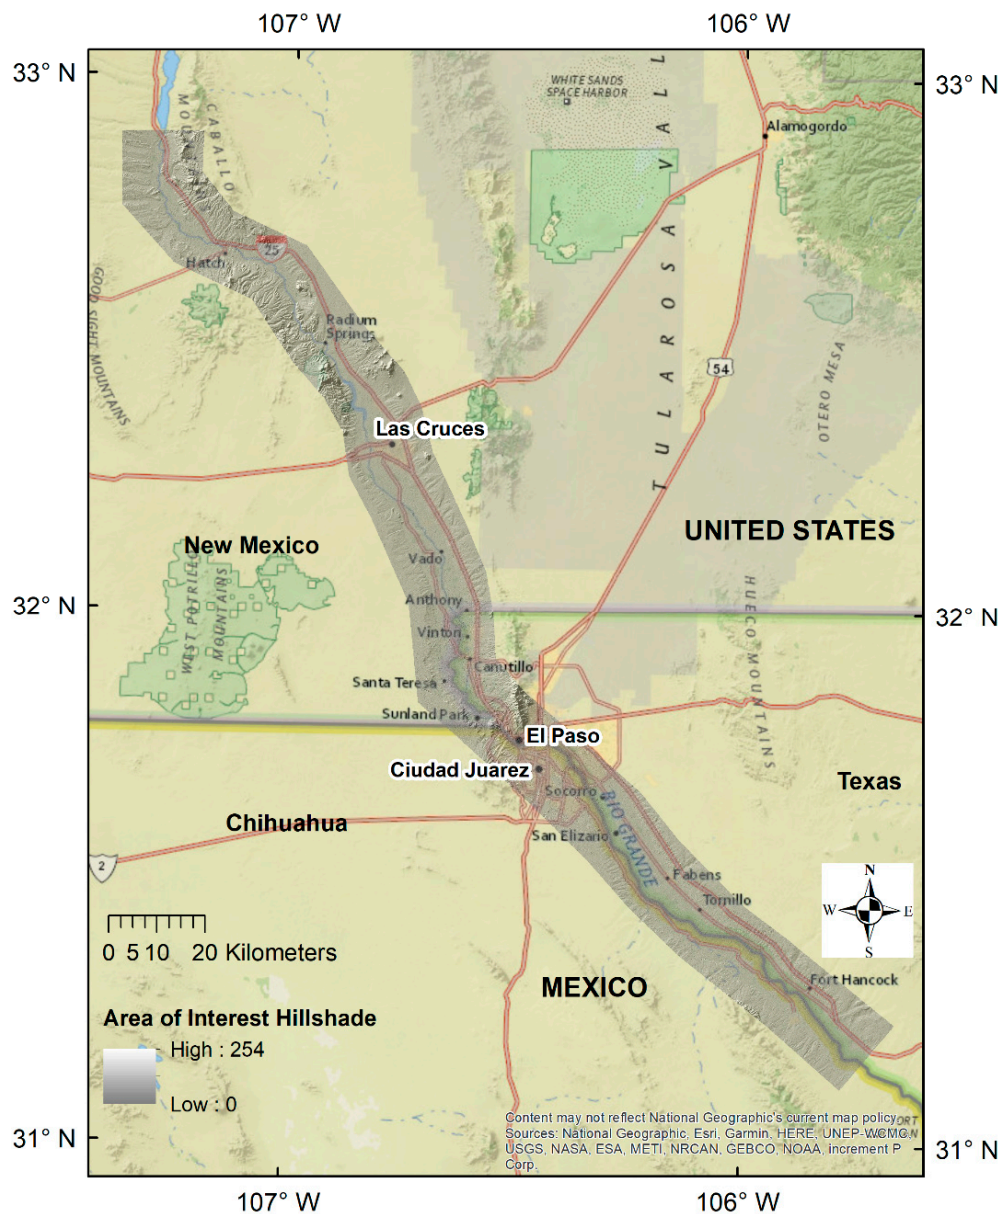 107° W
106° W
33° N
33° N
WHITE SANDS
SPACE HARBOR
Alamogordo
CABALLO
MOU
TULAROSA VALL
Hatch
25
GOOD SIGHT MOUNTAINS
Radium
Springs
54
OTERO MESA
Las Cruces
UNITED STATES
New Mexico
Vado
WEST POTRILLO
MOUNTAINS
HUECO MOUNTAINS
Anthony
32° N
32° N
Vinton
Canutillo
Santa Teresa
Sunland Park
El Paso
Ciudad Juarez
Texas
Socorro
RIO GRANDE
Chihuahua
San Elizario
2
Fabens
Tornillo
N
W
E
S
0 5 10 20 Kilometers
Fort Hancock
MEXICO
Area of Interest Hillshade
High : 254
Low : 0
31° N
31° N
Content may not reflect National Geographic's current map policy.
Sources: National Geographic, Esri, Garmin, HERE, UNEP-WCMC,
USGS, NASA, ESA, METI, NRCAN, GEBCO, NOAA, increment P
Corp.
107° W
106° W